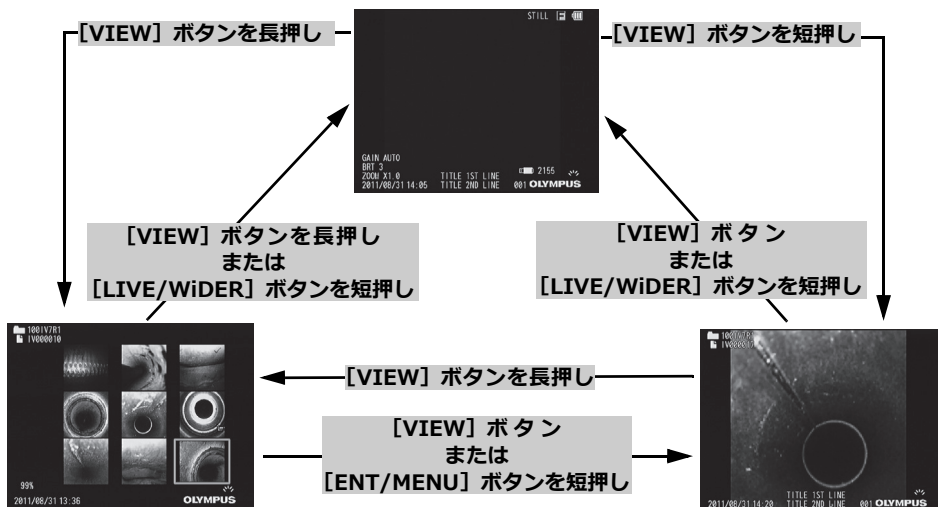 STILL F
［VIEW］ボタンを長押し
［VIEW］ボタンを短押し
GAIN AUTO
BRT 3
ZOOM X1.0
2011/08/31 14:05
TITLE 1ST LINE
TITLE 2ND LINE
2155
001 OLYMPUS
［VIEW］ボタンを長押し
または
［LIVE/WiDER］ボタンを短押し
［VIEW］ボタン
または
［LIVE/WiDER］ボタンを短押し
100IV7R1
IV000010
99%
2011/08/31 13:36
OLYMPUS
［VIEW］ボタンを長押し
［VIEW］ボタン
または
［ENT/MENU］ボタンを短押し
TITLE 1ST LINE
TITLE 2ND LINE
2011/08/31 14:20
001 OLYMPUS